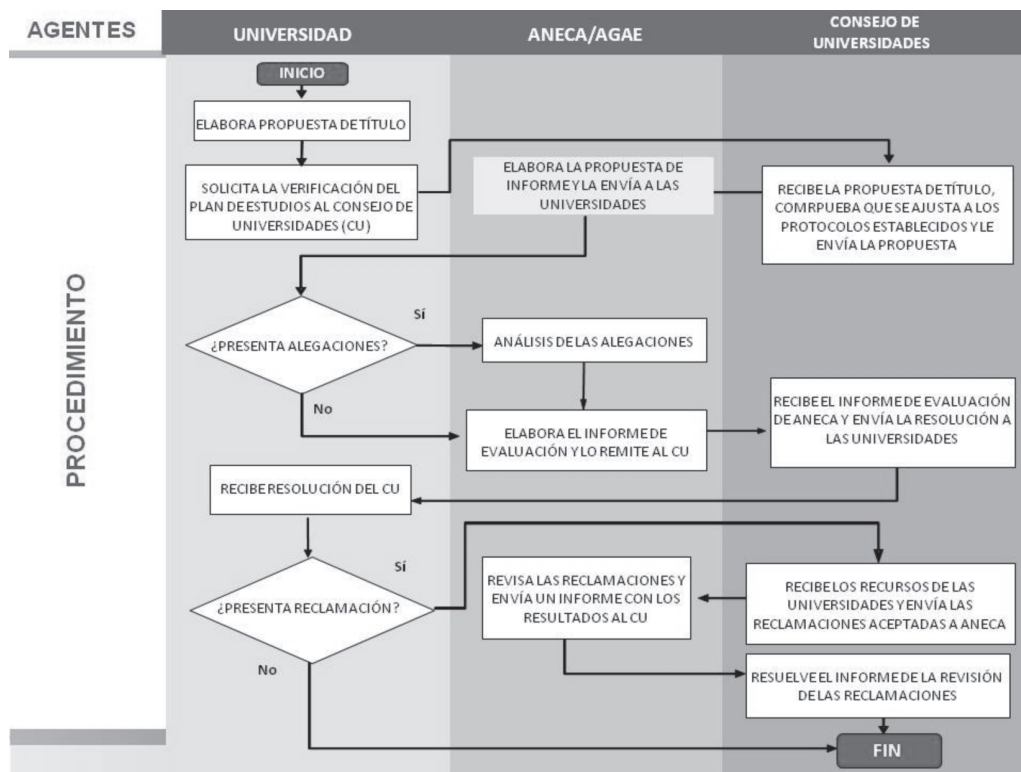 AGENTES
UNIVERSIDAD
ANECA/AGAE
CONSEJO DE
UNIVERSIDADES
PROCEDIMIENTO
INICIO
ELABORA PROPUESTA DE TÍTULO
SOLICITA LA VERIFICACIÓN DEL
PLAN DE ESTUDIOS AL CONSEJO DE
UNIVERSIDADES (CU)
ELABORA LA PROPUESTA DE
INFORME Y LA ENVÍA A LAS
UNIVERSIDADES
RECIBE LA PROPUESTA DE TÍTULO,
COMRPUEBA QUE SE AJUSTA A LOS
PROTOCOLOS ESTABLECIDOS Y LE
ENVÍA LA PROPUESTA
¿PRESENTA ALEGACIONES?
Sí
No
ANÁLISIS DE LAS ALEGACIONES
ELABORA EL INFORME DE
EVALUACIÓN Y LO REMITE AL CU
RECIBE EL INFORME DE EVALUACIÓN
DE ANECA Y ENVÍA LA RESOLUCIÓN A
LAS UNIVERSIDADES
RECIBE RESOLUCIÓN DEL CU
¿PRESENTA RECLAMACIÓN?
Sí
No
REVISA LAS RECLAMACIONES Y
ENVÍA UN INFORME CON LOS
RESULTADOS AL CU
RECIBE LOS RECURSOS DE LAS
UNIVERSIDADES Y ENVÍA LAS
RECLAMACIONES ACEPTADAS A ANECA
RESUELVE EL INFORME DE LA REVISIÓN
DE LAS RECLAMACIONES
FIN